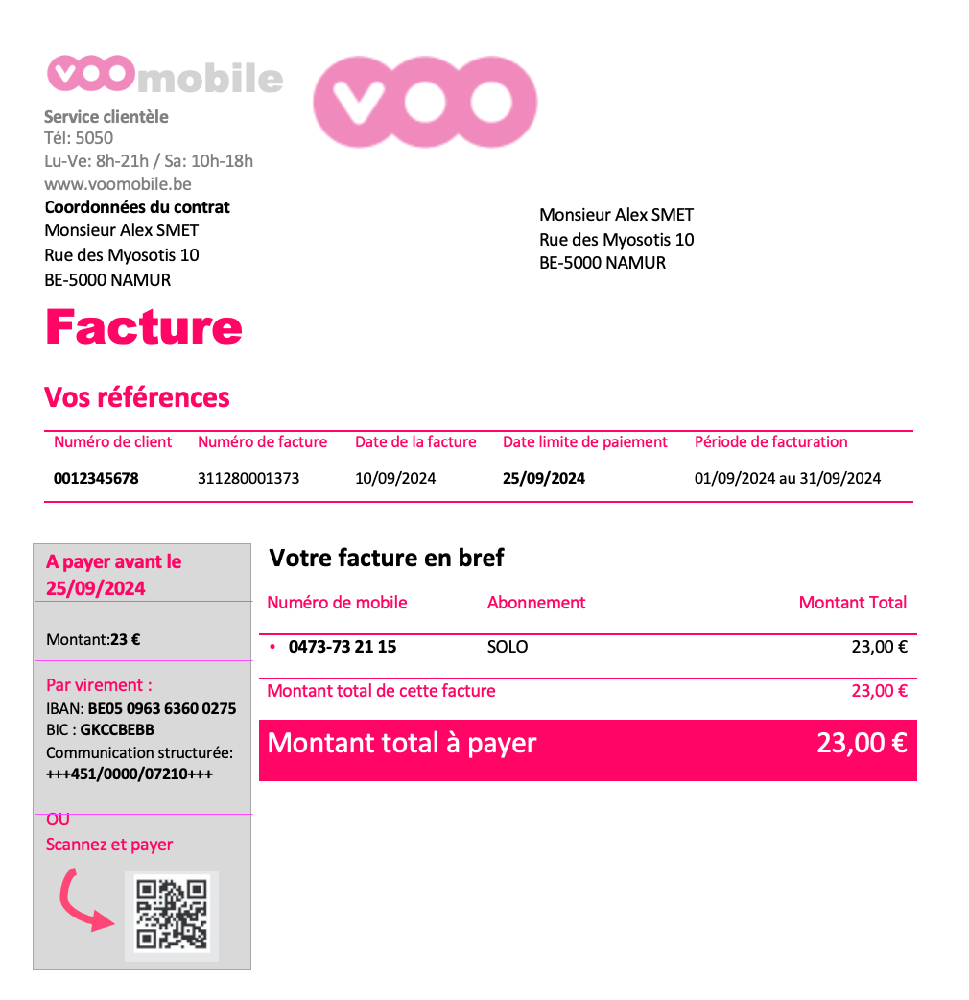 voo mobile
voo
Service clientèle
Tél: 5050
Lu-Ve: 8h-21h / Sa: 10h-18h
www.voomobile.be
Coordonnées du contrat
Monsieur Alex SMET
Rue des Myosotis 10
BE-5000 NAMUR
Monsieur Alex SMET
Rue des Myosotis 10
BE-5000 NAMUR
Facture
Vos références
Numéro de client Numéro de facture Date de la facture Date limite de paiement Période de facturation
0012345678 311280001373 10/09/2024 25/09/2024 01/09/2024 au 31/09/2024
A payer avant le
25/09/2024
Montant:23 €
Par virement :
IBAN: BE05 0963 6360 0275
BIC : GKCCBEBB
Communication structurée:
+++451/0000/07210+++
OU
Scannez et payer
Votre facture en bref
Numéro de mobile Abonnement Montant Total
• 0473-73 21 15 SOLO 23,00 €
Montant total de cette facture 23,00 €
Montant total à payer 23,00 €